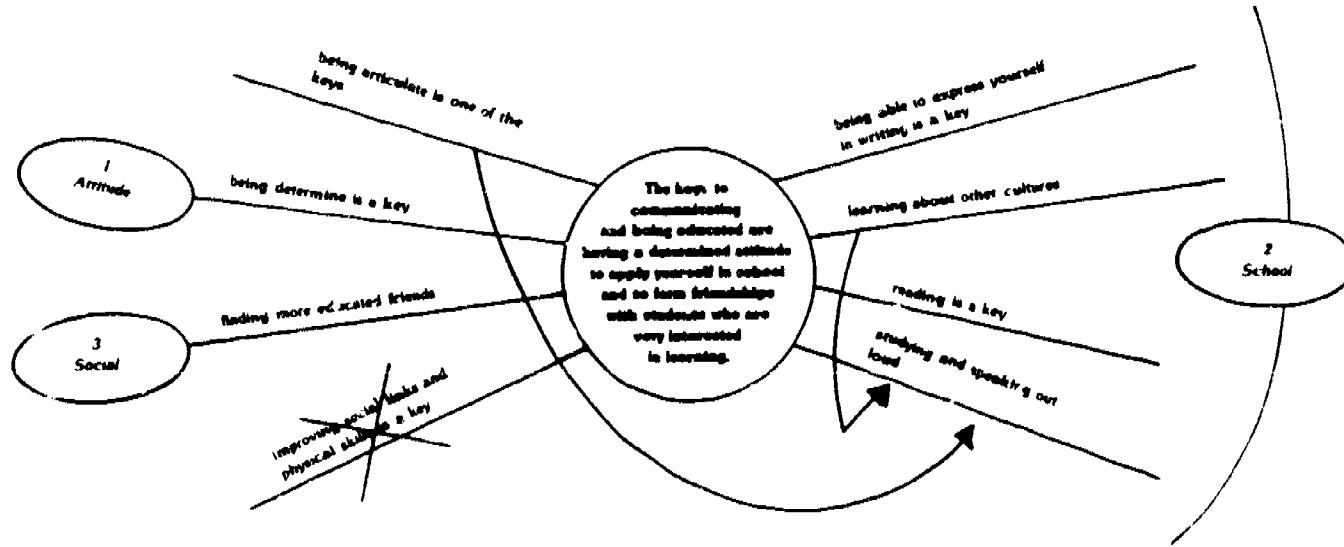 being articulate is one of the
keys
1
Attitude
being determine is a key
finding more educated friends
3
Social
improving social links and
physical skills is a key
The keys to
communicating
and being educated are
having a determined attitude
to apply yourself in school
and to form friendships
with students who are
very interested
in learning.
being able to express yourself
in writing is a key
learning about other cultures
reading is a key
studying and speaking out
loud
2
School